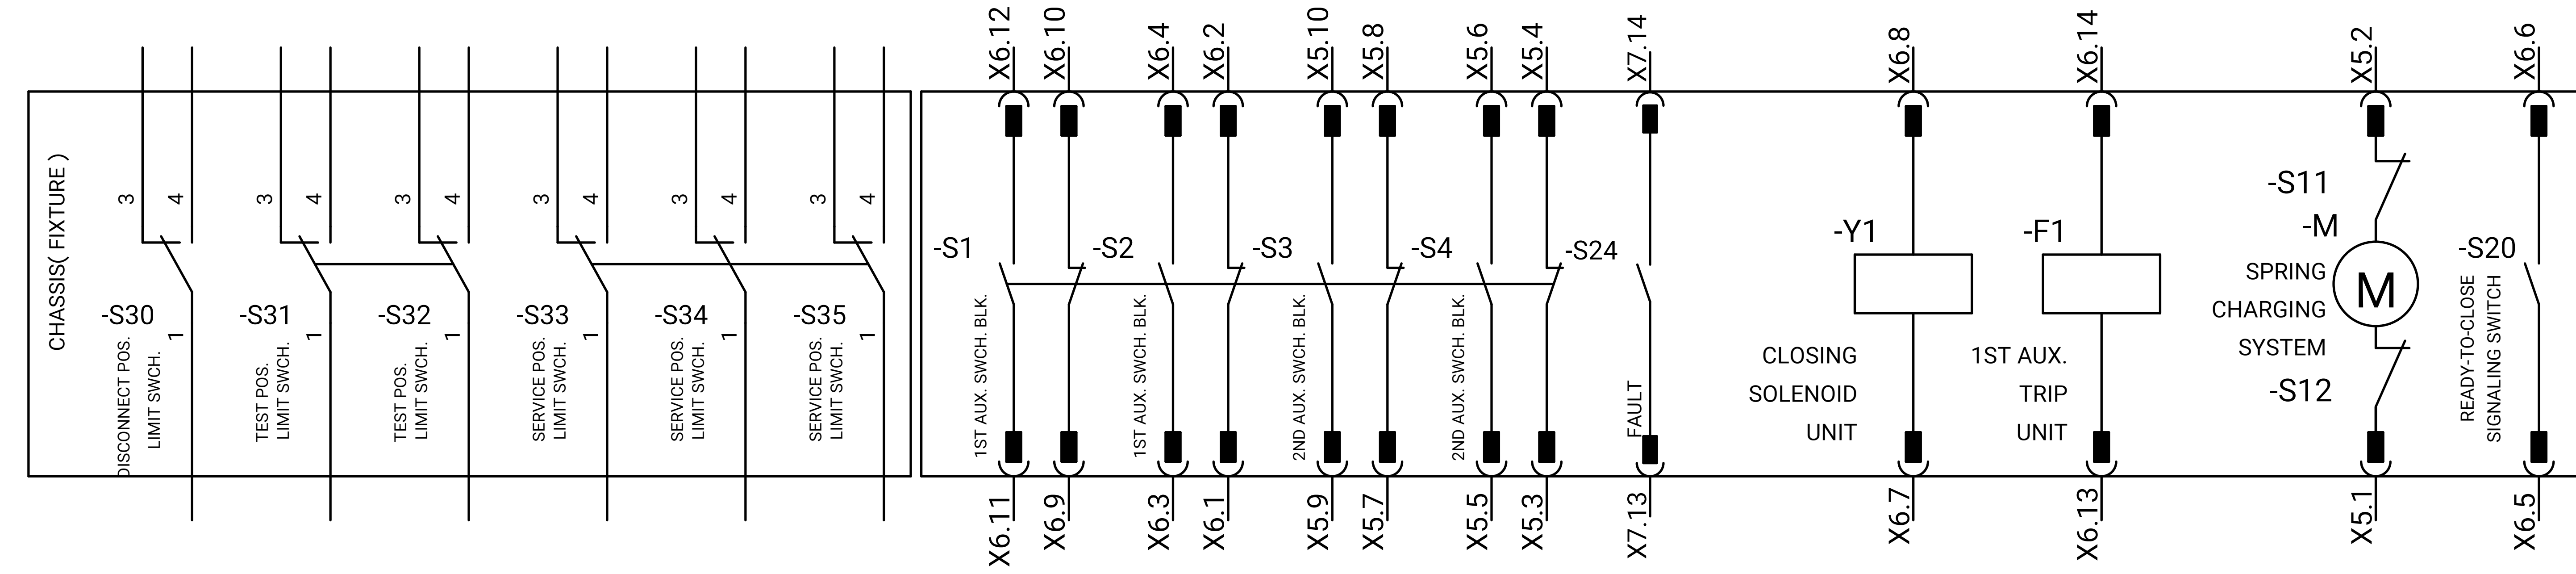 X6.12
X6.10
X6.4
X6.2
X5.10
X5.8
X5.6
X5.4
X7.14
X6.8
X6.14
X5.2
X6.6
CHASSIS( FIXTURE )
3
4
3
4
3
4
3
4
3
4
3
4
-S30
1
DISCONNECT POS.
LIMIT SWCH.
-S31
1
TEST POS.
LIMIT SWCH.
-S32
1
TEST POS.
LIMIT SWCH.
-S33
1
SERVICE POS.
LIMIT SWCH.
-S34
1
SERVICE POS.
LIMIT SWCH.
-S35
1
SERVICE POS.
LIMIT SWCH.
-S1
1ST AUX. SWCH. BLK.
-S2
1ST AUX. SWCH. BLK.
-S3
2ND AUX. SWCH. BLK.
-S4
2ND AUX. SWCH. BLK.
-S24
FAULT
-Y1
CLOSING
SOLENOID
UNIT
-F1
1ST AUX.
TRIP
UNIT
-S11
-M
M
SPRING
CHARGING
SYSTEM
-S12
-S20
READY-TO-CLOSE
SIGNALING SWITCH
X6.11
X6.9
X6.3
X6.1
X5.9
X5.7
X5.5
X5.3
X7.13
X6.7
X6.13
X5.1
X6.5